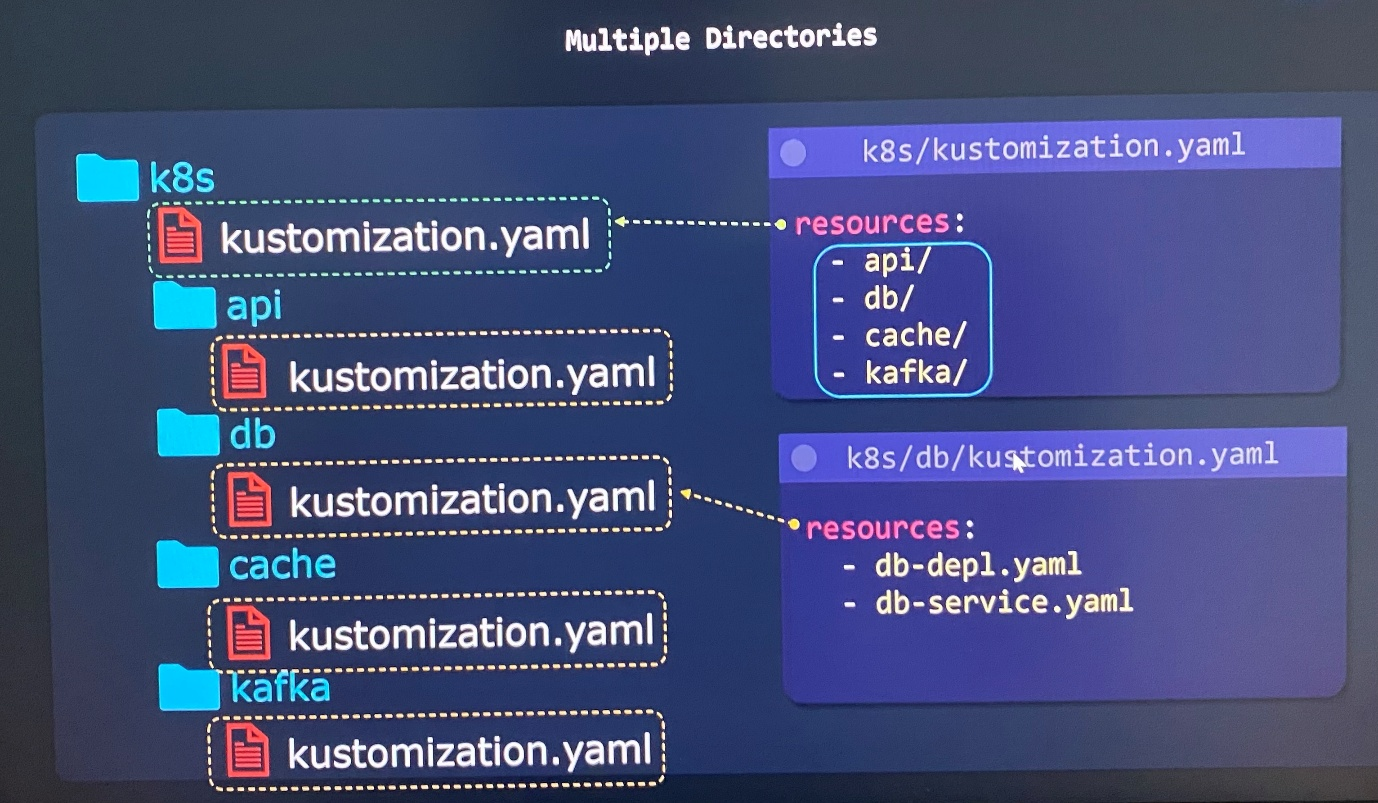 Multiple Directories
k8s
kustomization.yaml
api
kustomization.yaml
db
kustomization.yaml
cache
kustomization.yaml
kafka
kustomization.yaml
k8s/kustomization.yaml
resources:
- api/
- db/
- cache/
- kafka/
k8s/db/kustomization.yaml
resources:
- db-depl.yaml
- db-service.yaml